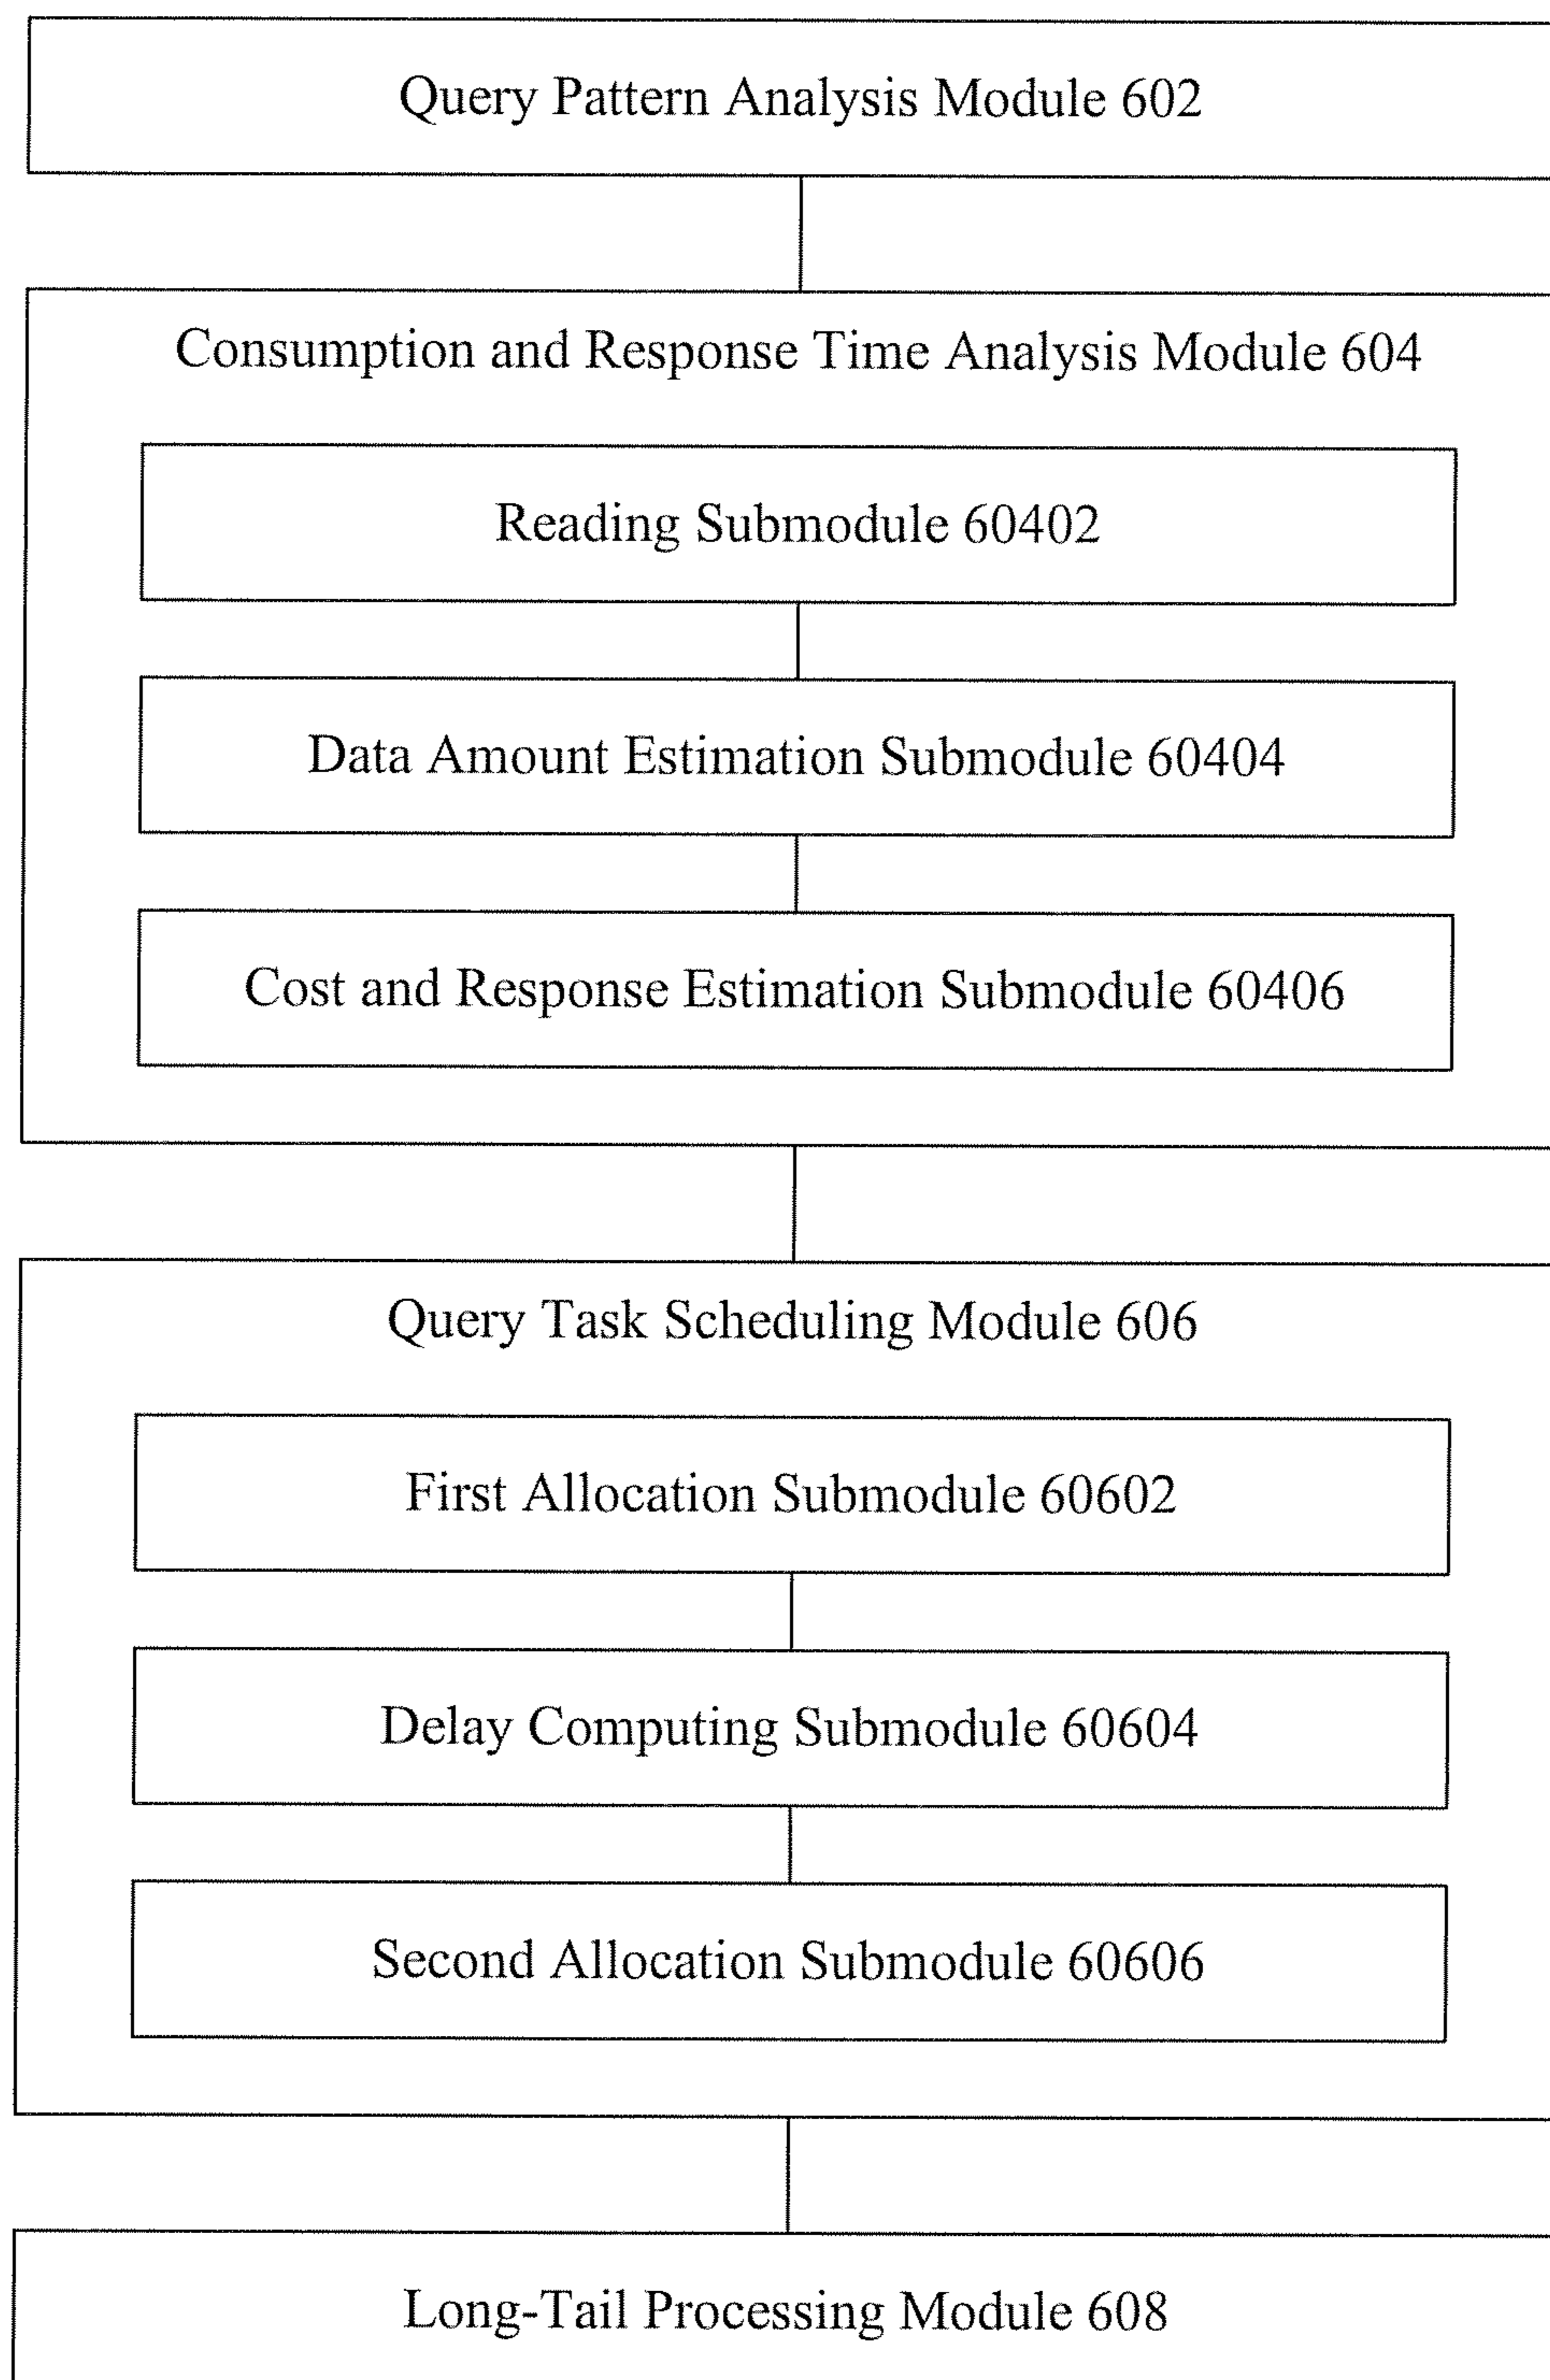 Query Pattern Analysis Module 602
Consumption and Response Time Analysis Module 604
Reading Submodule 60402
Data Amount Estimation Submodule 60404
Cost and Response Estimation Submodule 60406
Query Task Scheduling Module 606
First Allocation Submodule 60602
Delay Computing Submodule 60604
Second Allocation Submodule 60606
Long-Tail Processing Module 608